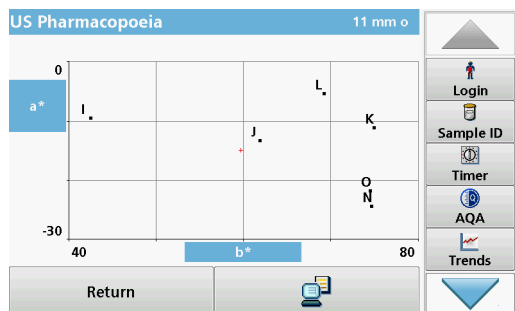 US Pharmacopoeia 11 mm o
0
a*
-30
I
L
K
J
O
N
40 b* 80
Return
Login
Sample ID
Timer
AQA
Trends